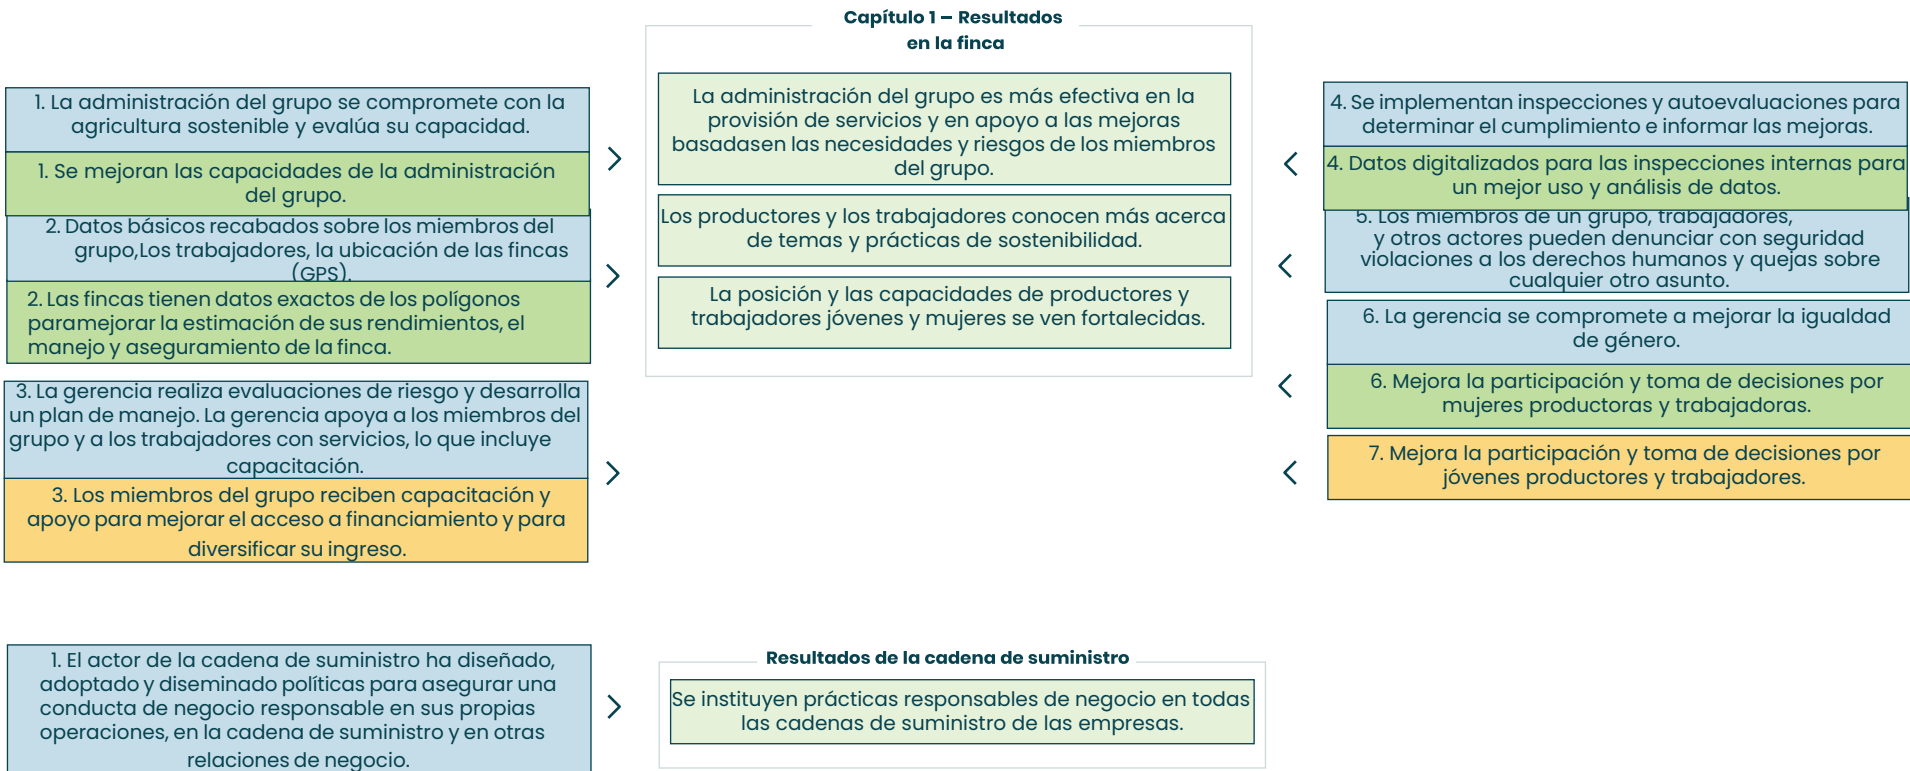 Capítulo 1 – Resultados
en la finca
1. La administración del grupo se compromete con la
agricultura sostenible y evalúa su capacidad.
1. Se mejoran las capacidades de la administración
del grupo.
2. Datos básicos recabados sobre los miembros del
grupo,Los trabajadores, la ubicación de las fincas
(GPS).
2. Las fincas tienen datos exactos de los polígonos
paramejorar la estimación de sus rendimientos, el
manejo y aseguramiento de la finca.
3. La gerencia realiza evaluaciones de riesgo y desarrolla
un plan de manejo. La gerencia apoya a los miembros del
grupo y a los trabajadores con servicios, lo que incluye
capacitación.
3. Los miembros del grupo reciben capacitación y
apoyo para mejorar el acceso a financiamiento y para
diversificar su ingreso.
La administración del grupo es más efectiva en la
provisión de servicios y en apoyo a las mejoras
basadasen las necesidades y riesgos de los miembros
del grupo.
Los productores y los trabajadores conocen más acerca
de temas y prácticas de sostenibilidad.
La posición y las capacidades de productores y
trabajadores jóvenes y mujeres se ven fortalecidas.
4. Se implementan inspecciones y autoevaluaciones para
determinar el cumplimiento e informar las mejoras.
4. Datos digitalizados para las inspecciones internas para
un mejor uso y análisis de datos.
5. Los miembros de un grupo, trabajadores,
y otros actores pueden denunciar con seguridad
violaciones a los derechos humanos y quejas sobre
cualquier otro asunto.
6. La gerencia se compromete a mejorar la igualdad
de género.
6. Mejora la participación y toma de decisiones por
mujeres productoras y trabajadoras.
7. Mejora la participación y toma de decisiones por
jóvenes productores y trabajadores.
1. El actor de la cadena de suministro ha diseñado,
adoptado y diseminado políticas para asegurar una
conducta de negocio responsable en sus propias
operaciones, en la cadena de suministro y en otras
relaciones de negocio.
Resultados de la cadena de suministro
Se instituyen prácticas responsables de negocio en todas
las cadenas de suministro de las empresas.